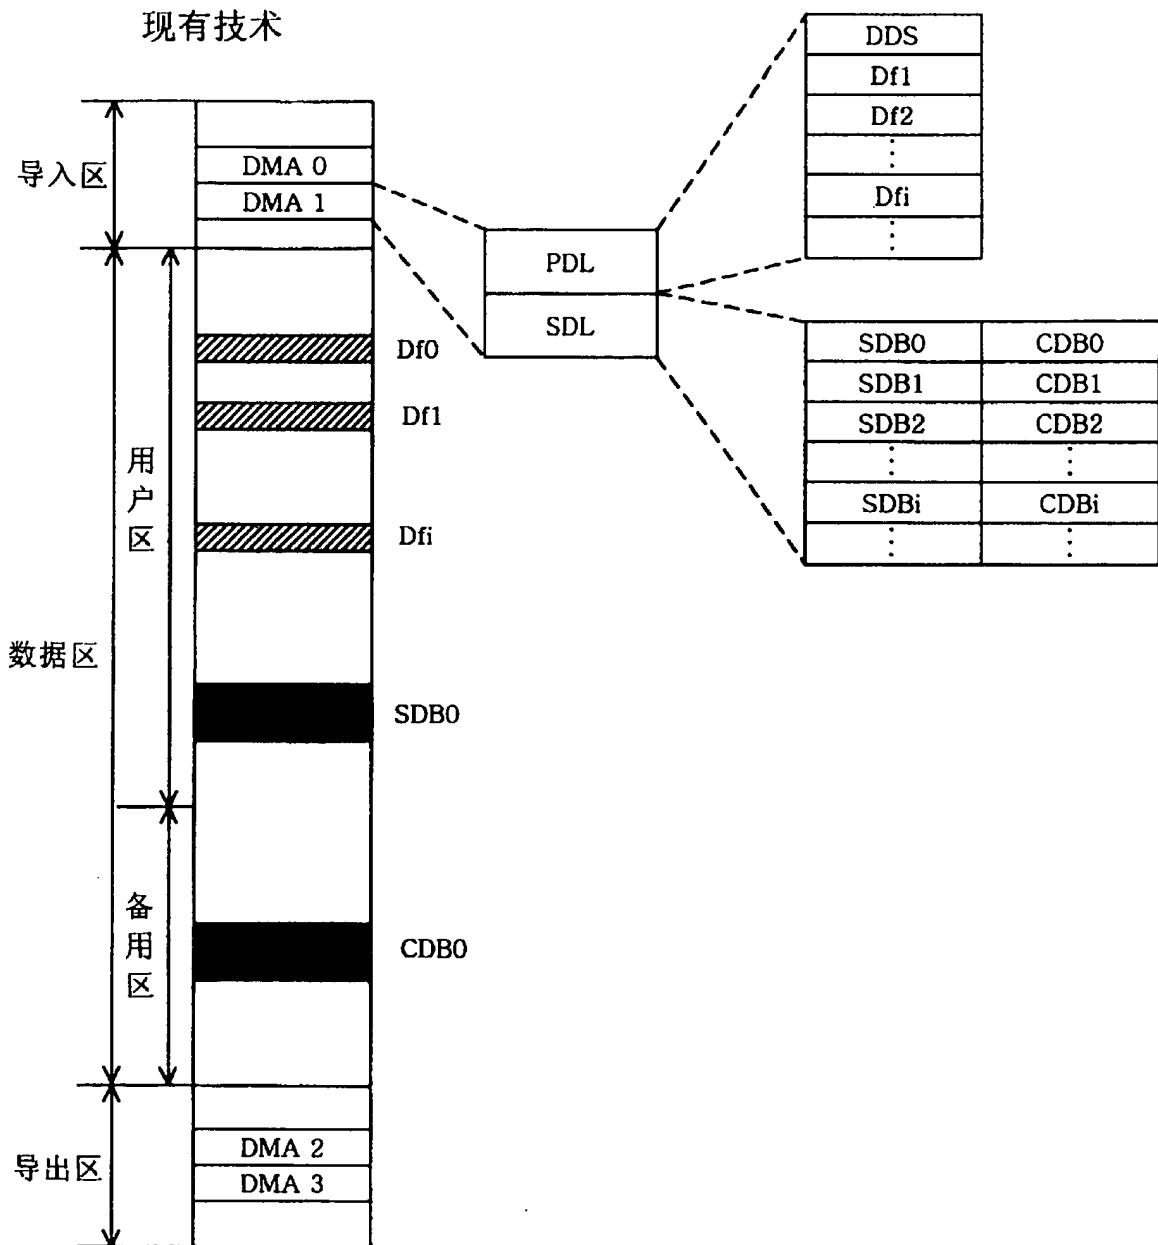 现有技术
导入区
DMA 0
DMA 1
数据区
用户区
备用区
Df0
Df1
Dfi
SDB0
CDB0
导出区
DMA 2
DMA 3
PDL
SDL
DDS
Df1
Df2
⋮
Dfi
⋮
SDB0 CDB0
SDB1 CDB1
SDB2 CDB2
⋮ ⋮
SDBi CDBi
⋮ ⋮